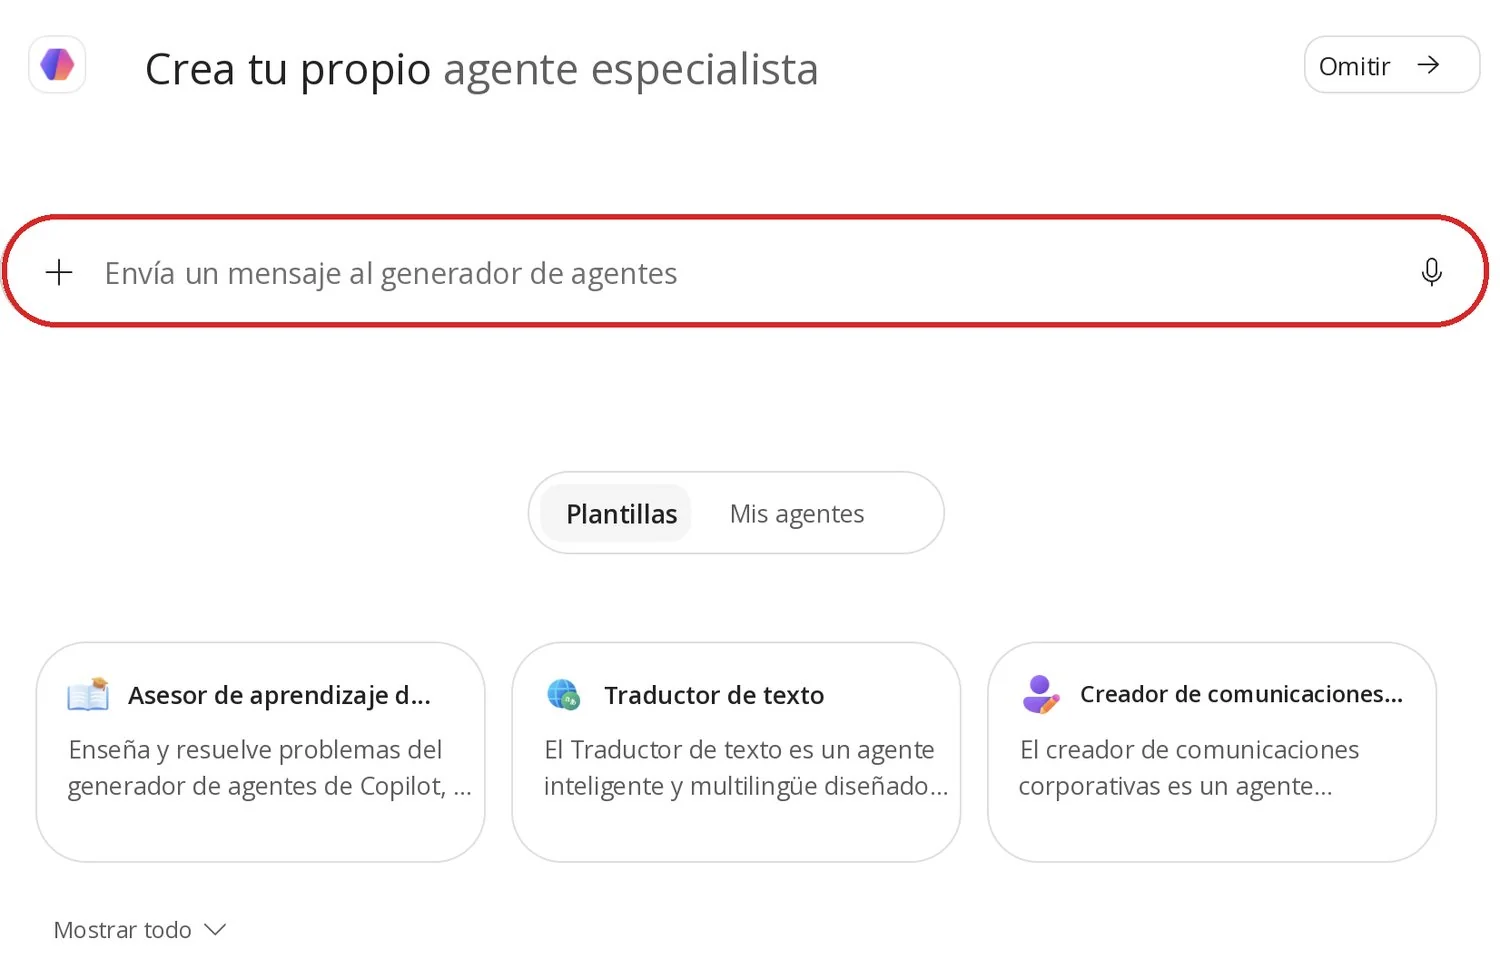 Crea tu propio agente especialista
Omitir
Envía un mensaje al generador de agentes
Plantillas
Mis agentes
Asesor de aprendizaje d...
Enseña y resuelve problemas del
generador de agentes de Copilot, ...
Traductor de texto
El Traductor de texto es un agente
inteligente y multilingüe diseñado...
Creador de comunicaciones...
El creador de comunicaciones
corporativas es un agente...
Mostrar todo